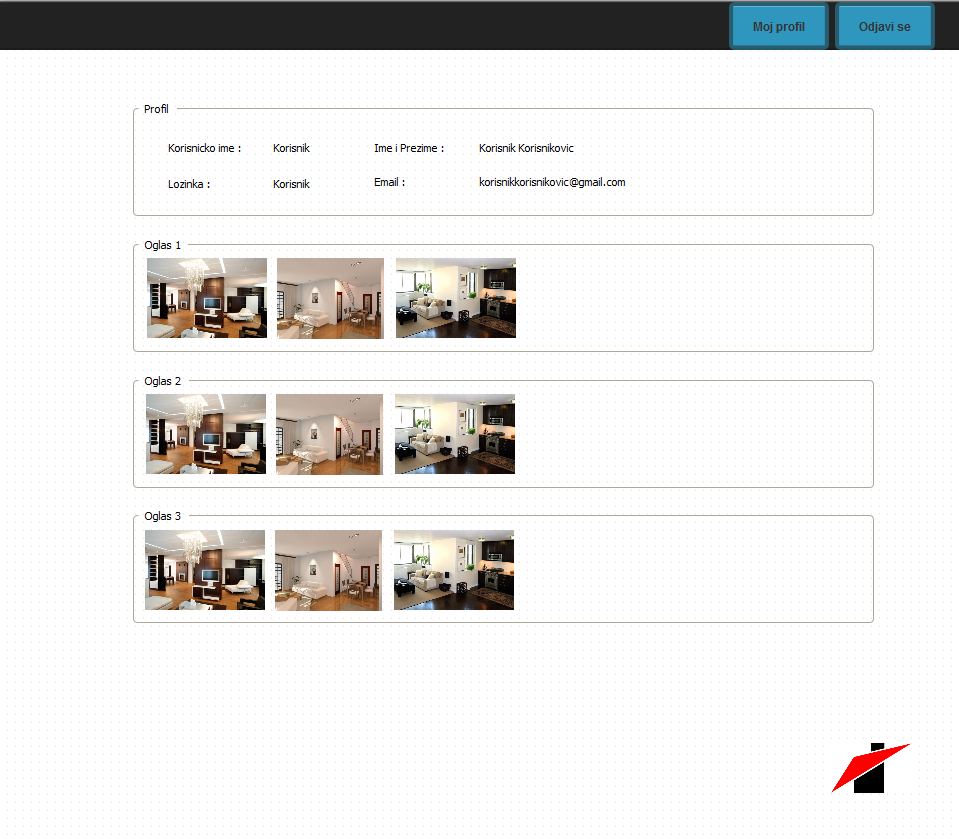 Moj profil Odjavi se
Profil
Korisnicko ime : Korisnik Ime i Prezime : Korisnik Korisnikovic
Lozinka : Korisnik Email : korisnikkorisnikovic@gmail.com
Oglas 1
Oglas 2
Oglas 3